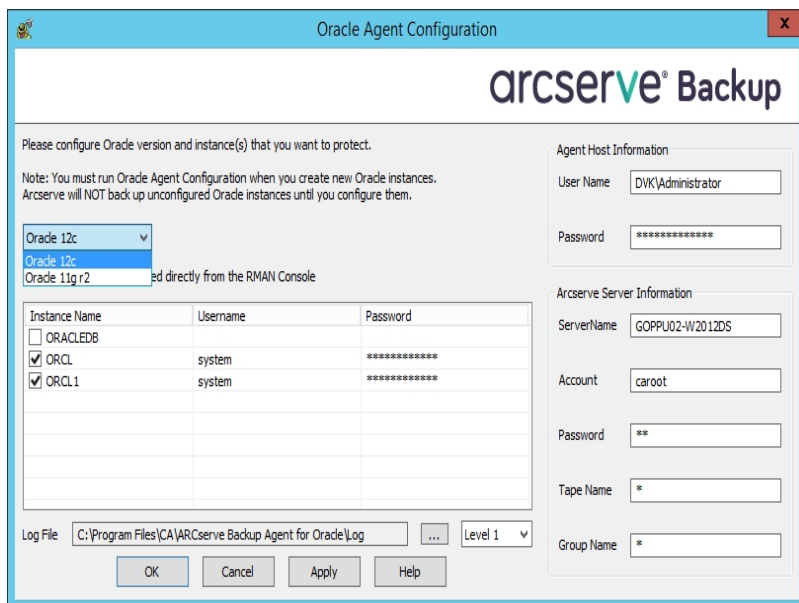 Oracle Agent Configuration
x
arcserve® Backup
Please configure Oracle version and instance(s) that you want to protect.
Note: You must run Oracle Agent Configuration when you create new Oracle instances.
Arcserve will NOT back up unconfigured Oracle instances until you configure them.
Oracle 12c
Oracle 12c
Oracle 11g r2
ed directly from the RMAN Console
Instance Name Username Password
ORACLEDB
ORCL system ************
ORCL1 system ************
Log File C:\Program Files\CA\ARCserve Backup Agent for Oracle\Log ... Level 1
OK Cancel Apply Help
Agent Host Information
User Name DVK\Administrator
Password *************
Arcserve Server Information
ServerName GOPPU02-W2012DS
Account caroot
Password **
Tape Name *
Group Name *